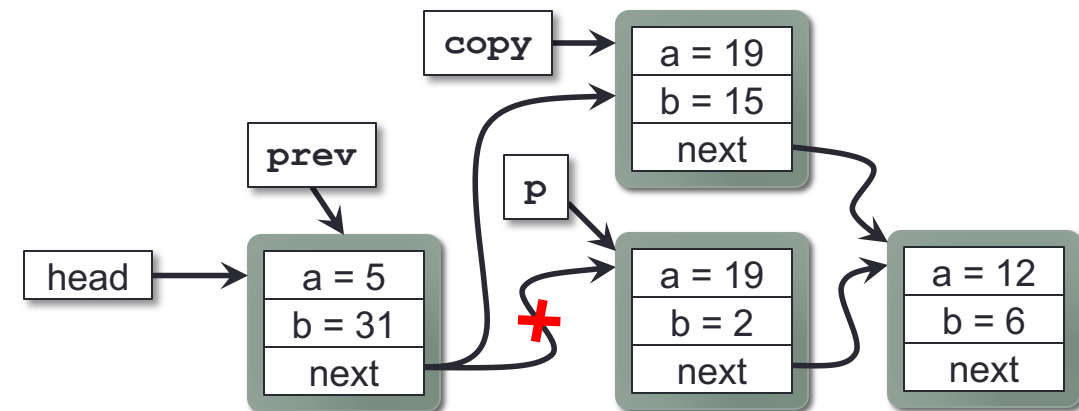 copy
a = 19
b = 15
next
prev
p
head
a = 5
b = 31
next
a = 19
b = 2
next
a = 12
b = 6
next